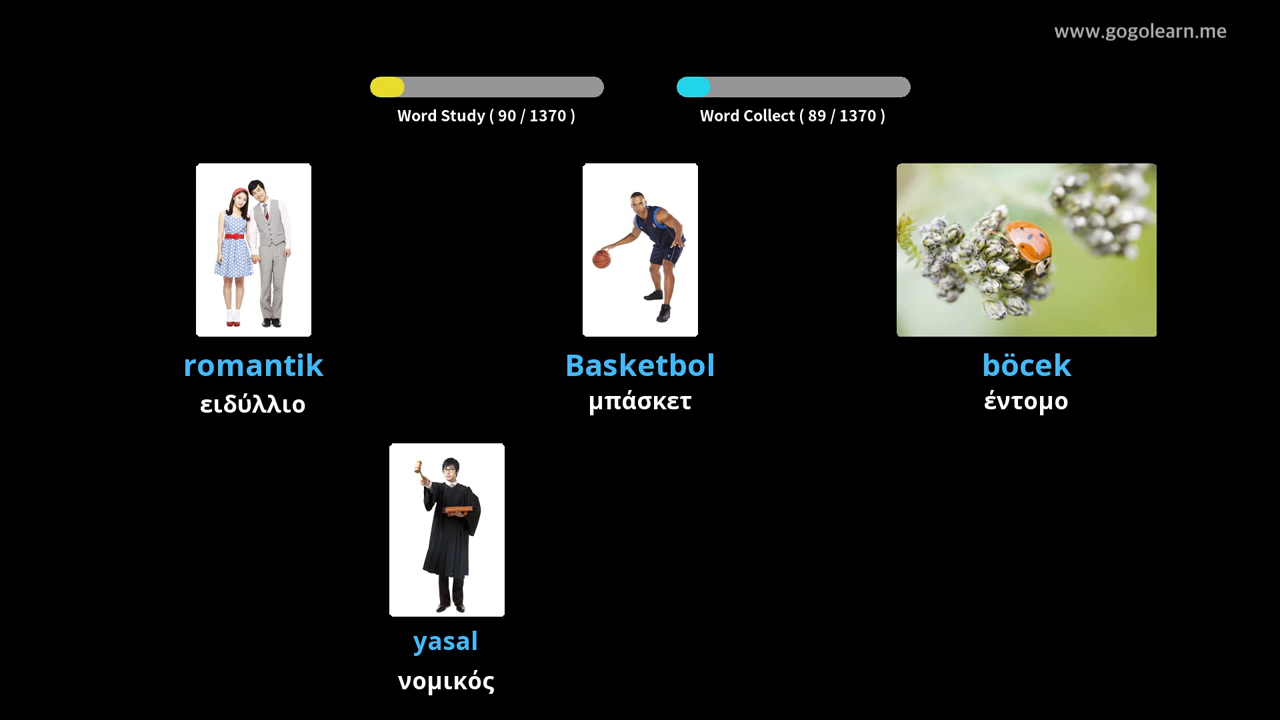 www.gogolearn.me
Word Study ( 90 / 1370 )
Word Collect ( 89 / 1370 )
romantik
ειδύλλιο
Basketbol
μπάσκετ
böcek
έντομο
yasal
νομικός